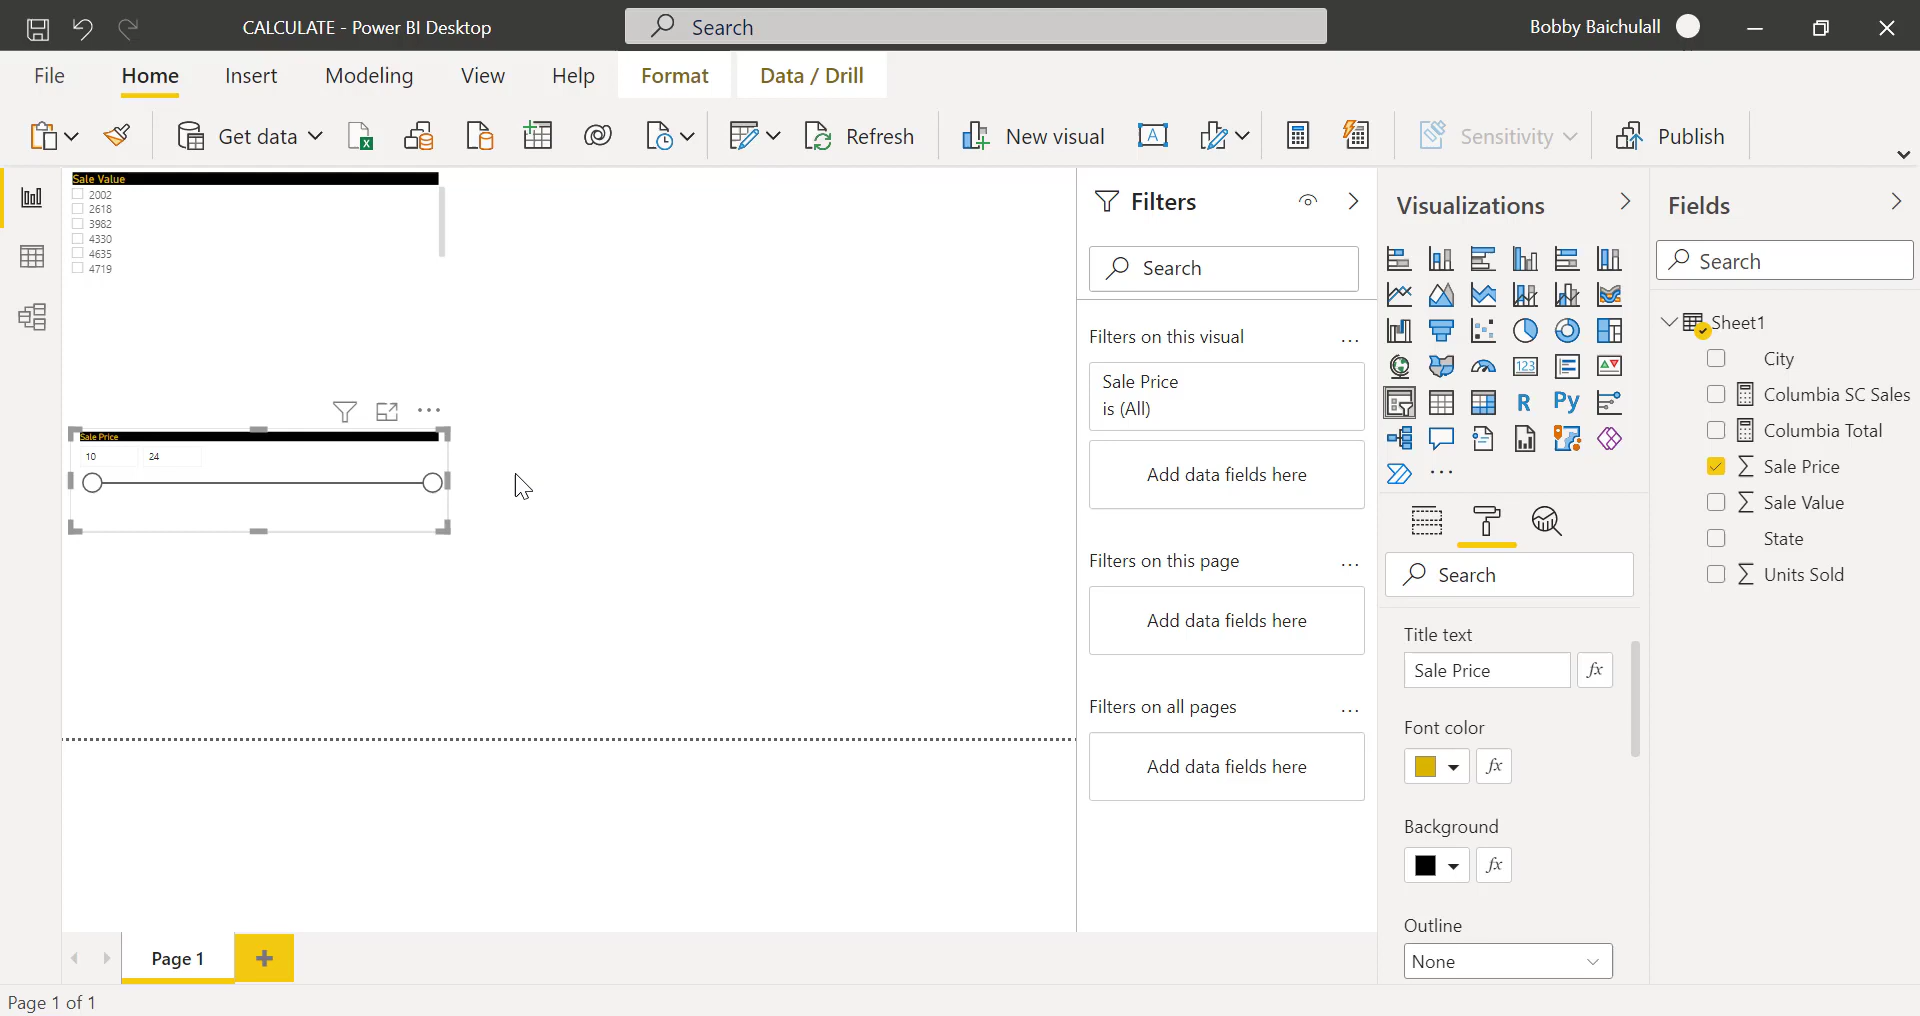 CALCULATE - Power BI Desktop
Search
Bobby Baichulall
File
Home
Insert
Modeling
View
Help
Format
Data / Drill
Get data
Refresh
New visual
A
Sensitivity
Publish
Sale Value
2002
2618
3982
4330
4635
4719
Sale Price
10
24
Filters
Search
Filters on this visual
...
Sale Price
is (All)
Add data fields here
Filters on this page
...
Add data fields here
Filters on all pages
...
Add data fields here
Visualizations
123
R
Py
...
Search
Title text
Sale Price
fx
Font color
fx
Background
fx
Outline
None
Fields
Search
Sheet1
City
Columbia SC Sales
Columbia Total
Sale Price
Sale Value
State
Units Sold
Page 1
Page 1 of 1